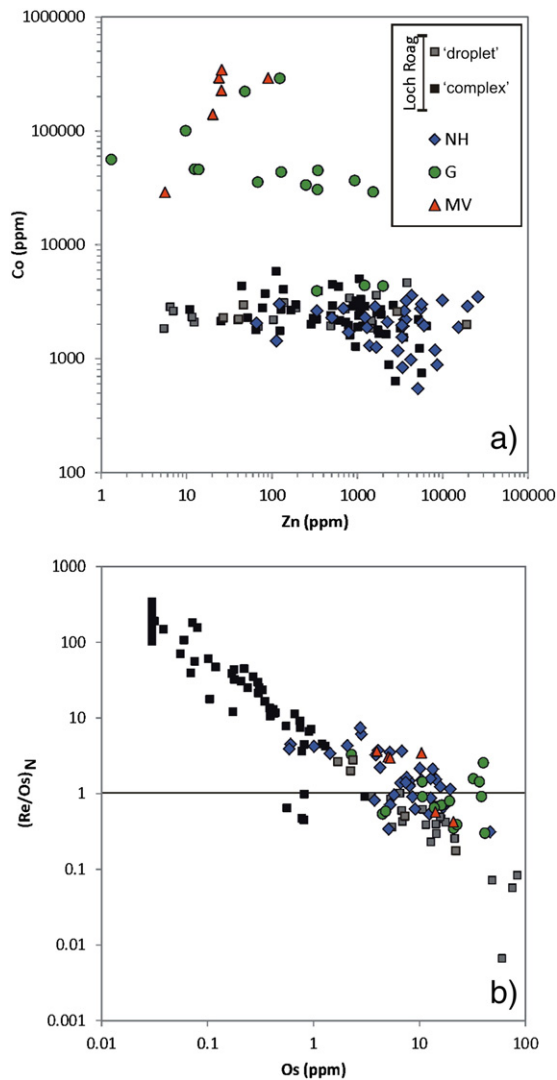 1000000
100000
10000
1000
100
Co (ppm)
1
10
100
1000
10000
100000
Zn (ppm)
Loch Roag
'droplet'
'complex'
NH
G
MV
a)
1000
100
10
1
0.1
0.01
0.001
(Re/Os)N
0.01
0.1
1
10
100
Os (ppm)
b)